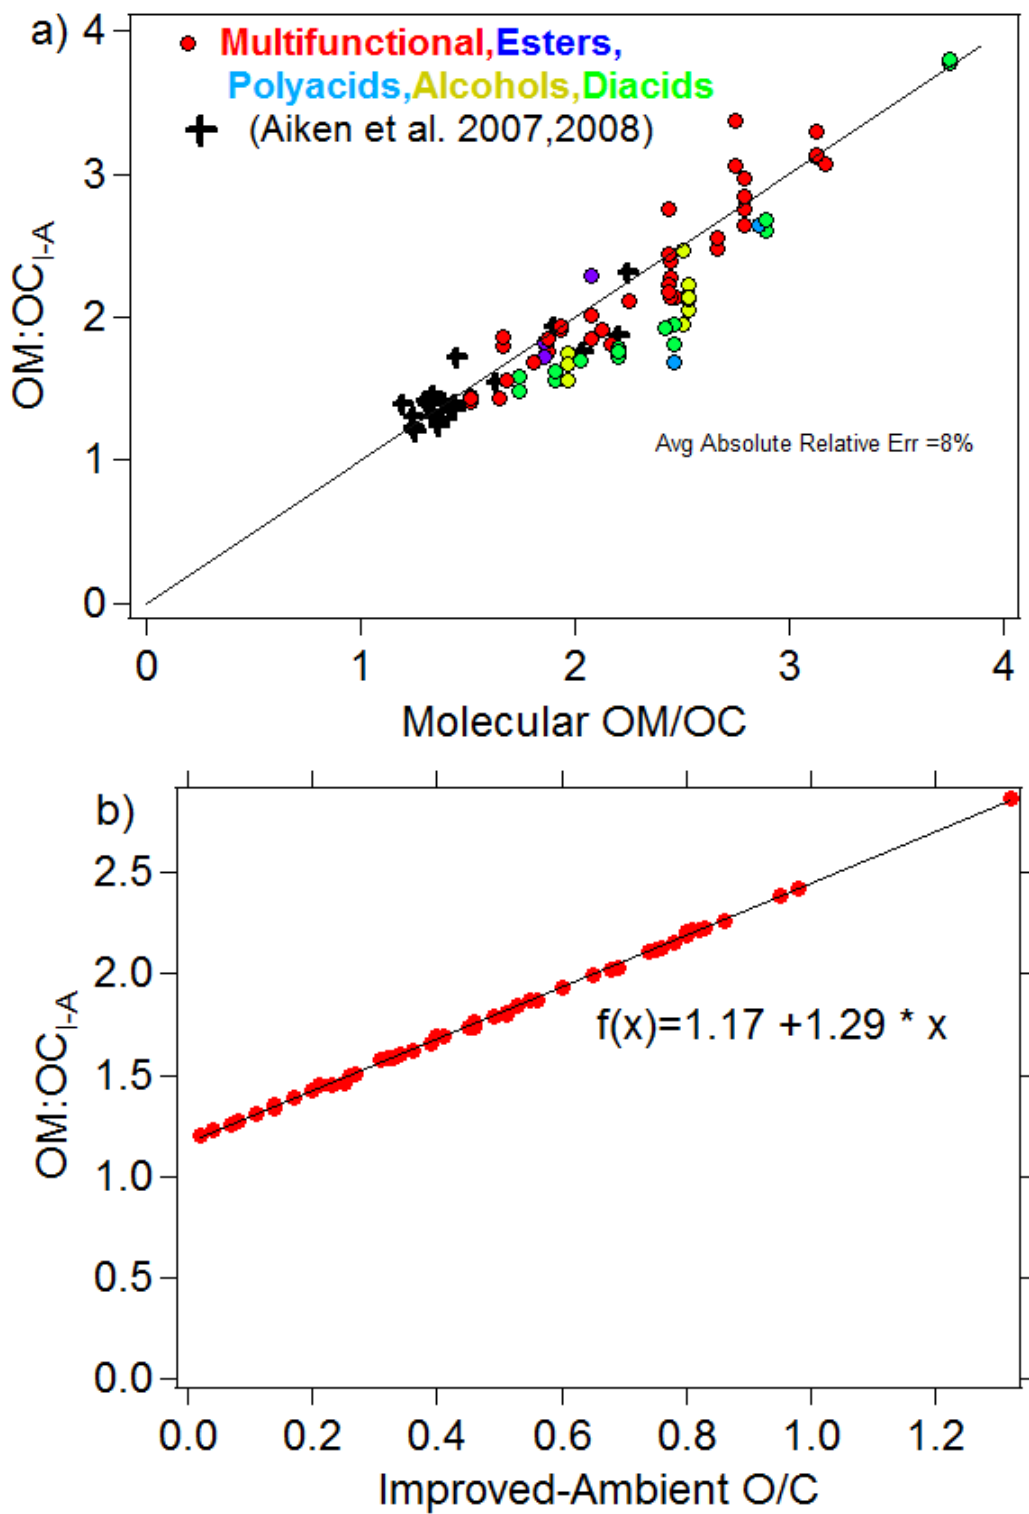 a)
Multifunctional,Esters,
Polyacids,Alcohols,Diacids
(Aiken et al. 2007,2008)
4
3
2
1
0
OM:OC_I-A
Avg Absolute Relative Err =8%
0 1 2 3 4
Molecular OM/OC
b)
2.5
2.0
1.5
1.0
0.5
0.0
OM:OC_I-A
f(x)=1.17 +1.29 * x
0.0 0.2 0.4 0.6 0.8 1.0 1.2
Improved-Ambient O/C